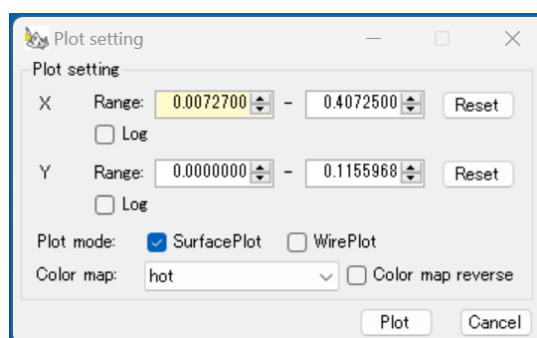 Plot setting
Plot setting
X Range: 0.0072700 - 0.4072500 Reset
Log
Y Range: 0.0000000 - 0.1155968 Reset
Log
Plot mode: SurfacePlot WirePlot
Color map: hot Color map reverse
Plot Cancel